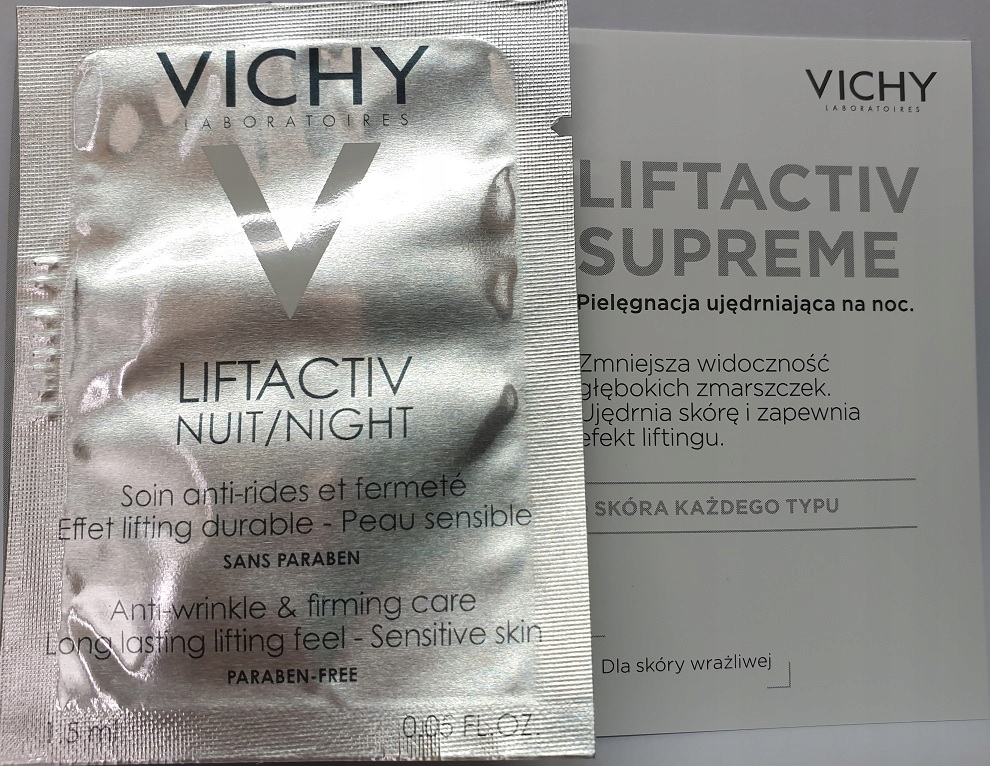 VICHY
LABORATOIRES
LIFTACTIV
NUIT/NIGHT
Soin anti-rides et fermeté
Effet lifting durable - Peau sensible
SANS PARABEN
Anti-wrinkle & firming care
Long lasting lifting feel - Sensitive skin
PARABEN-FREE
1,5 ml 0.05 FL.OZ.
VICHY
LABORATOIRES
LIFTACTIV
SUPREME
Pielęgnacja ujędrniająca na noc.
Zmniejsza widoczność
głębokich zmarszczek.
Ujędrnia skórę i zapewnia
efekt liftingu.
SKÓRA KAŻDEGO TYPU
Dla skóry wrażliwej